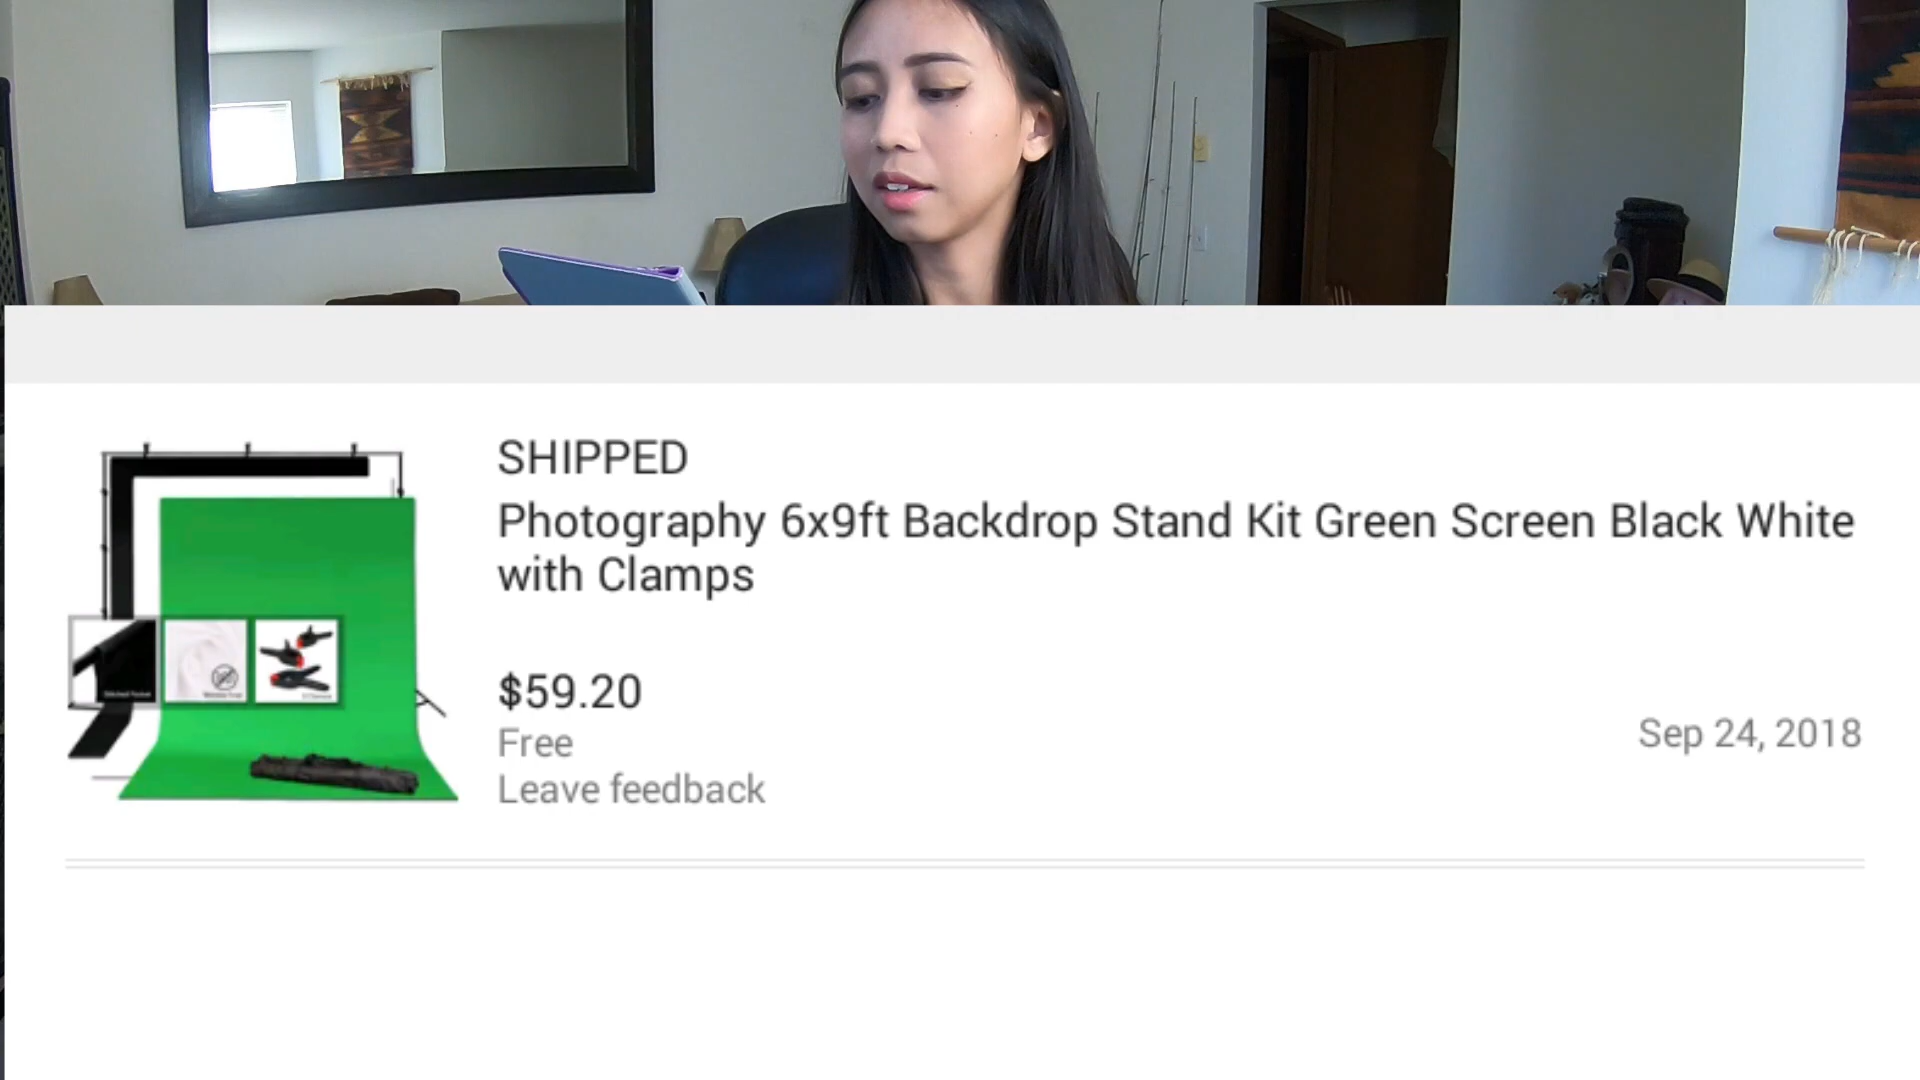 SHIPPED
Photography 6x9ft Backdrop Stand Kit Green Screen Black White
with Clamps
$59.20
Free
Sep 24, 2018
Leave feedback